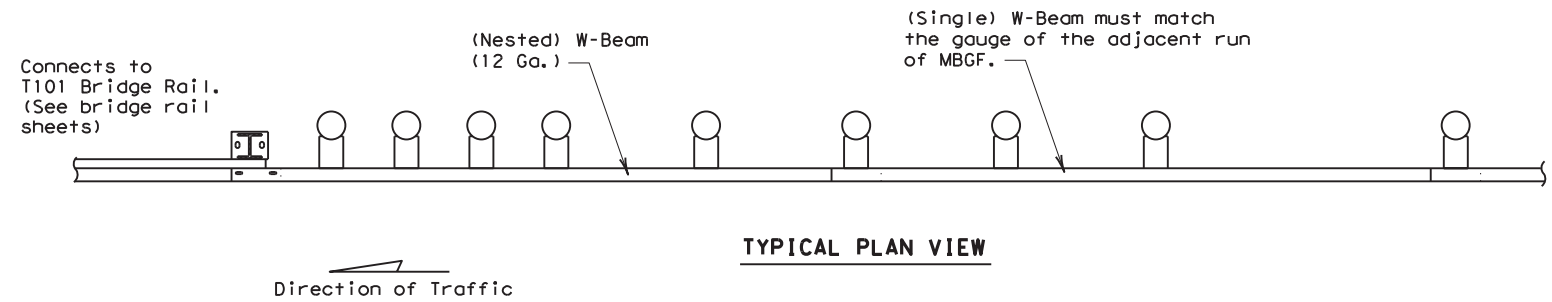 Connects to
T101 Bridge Rail.
(See bridge rail
sheets)
(Nested) W-Beam
(12 Ga.)
(Single) W-Beam must match
the gauge of the adjacent run
of MBGF.
TYPICAL PLAN VIEW
Direction of Traffic